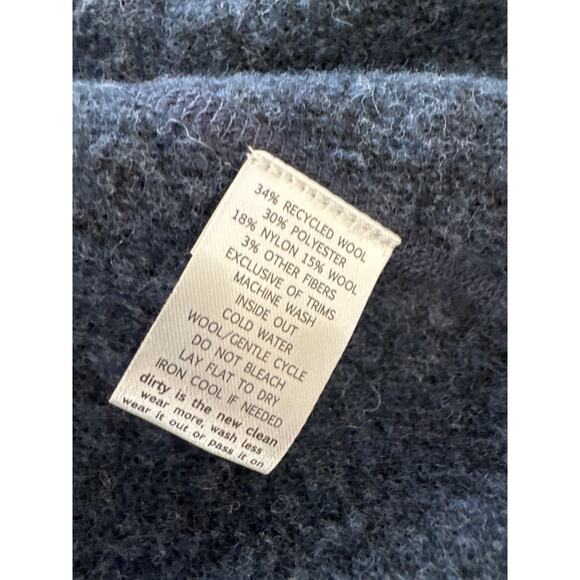 34% RECYCLED WOOL
30% POLYESTER
18% NYLON 15% WOOL
3% OTHER FIBERS
EXCLUSIVE OF TRIMS
MACHINE WASH
INSIDE OUT
COLD WATER
WOOL/GENTLE CYCLE
DO NOT BLEACH
LAY FLAT TO DRY
IRON COOL IF NEEDED
dirty is the new clean
wear more, wash less
wear it out or pass it on